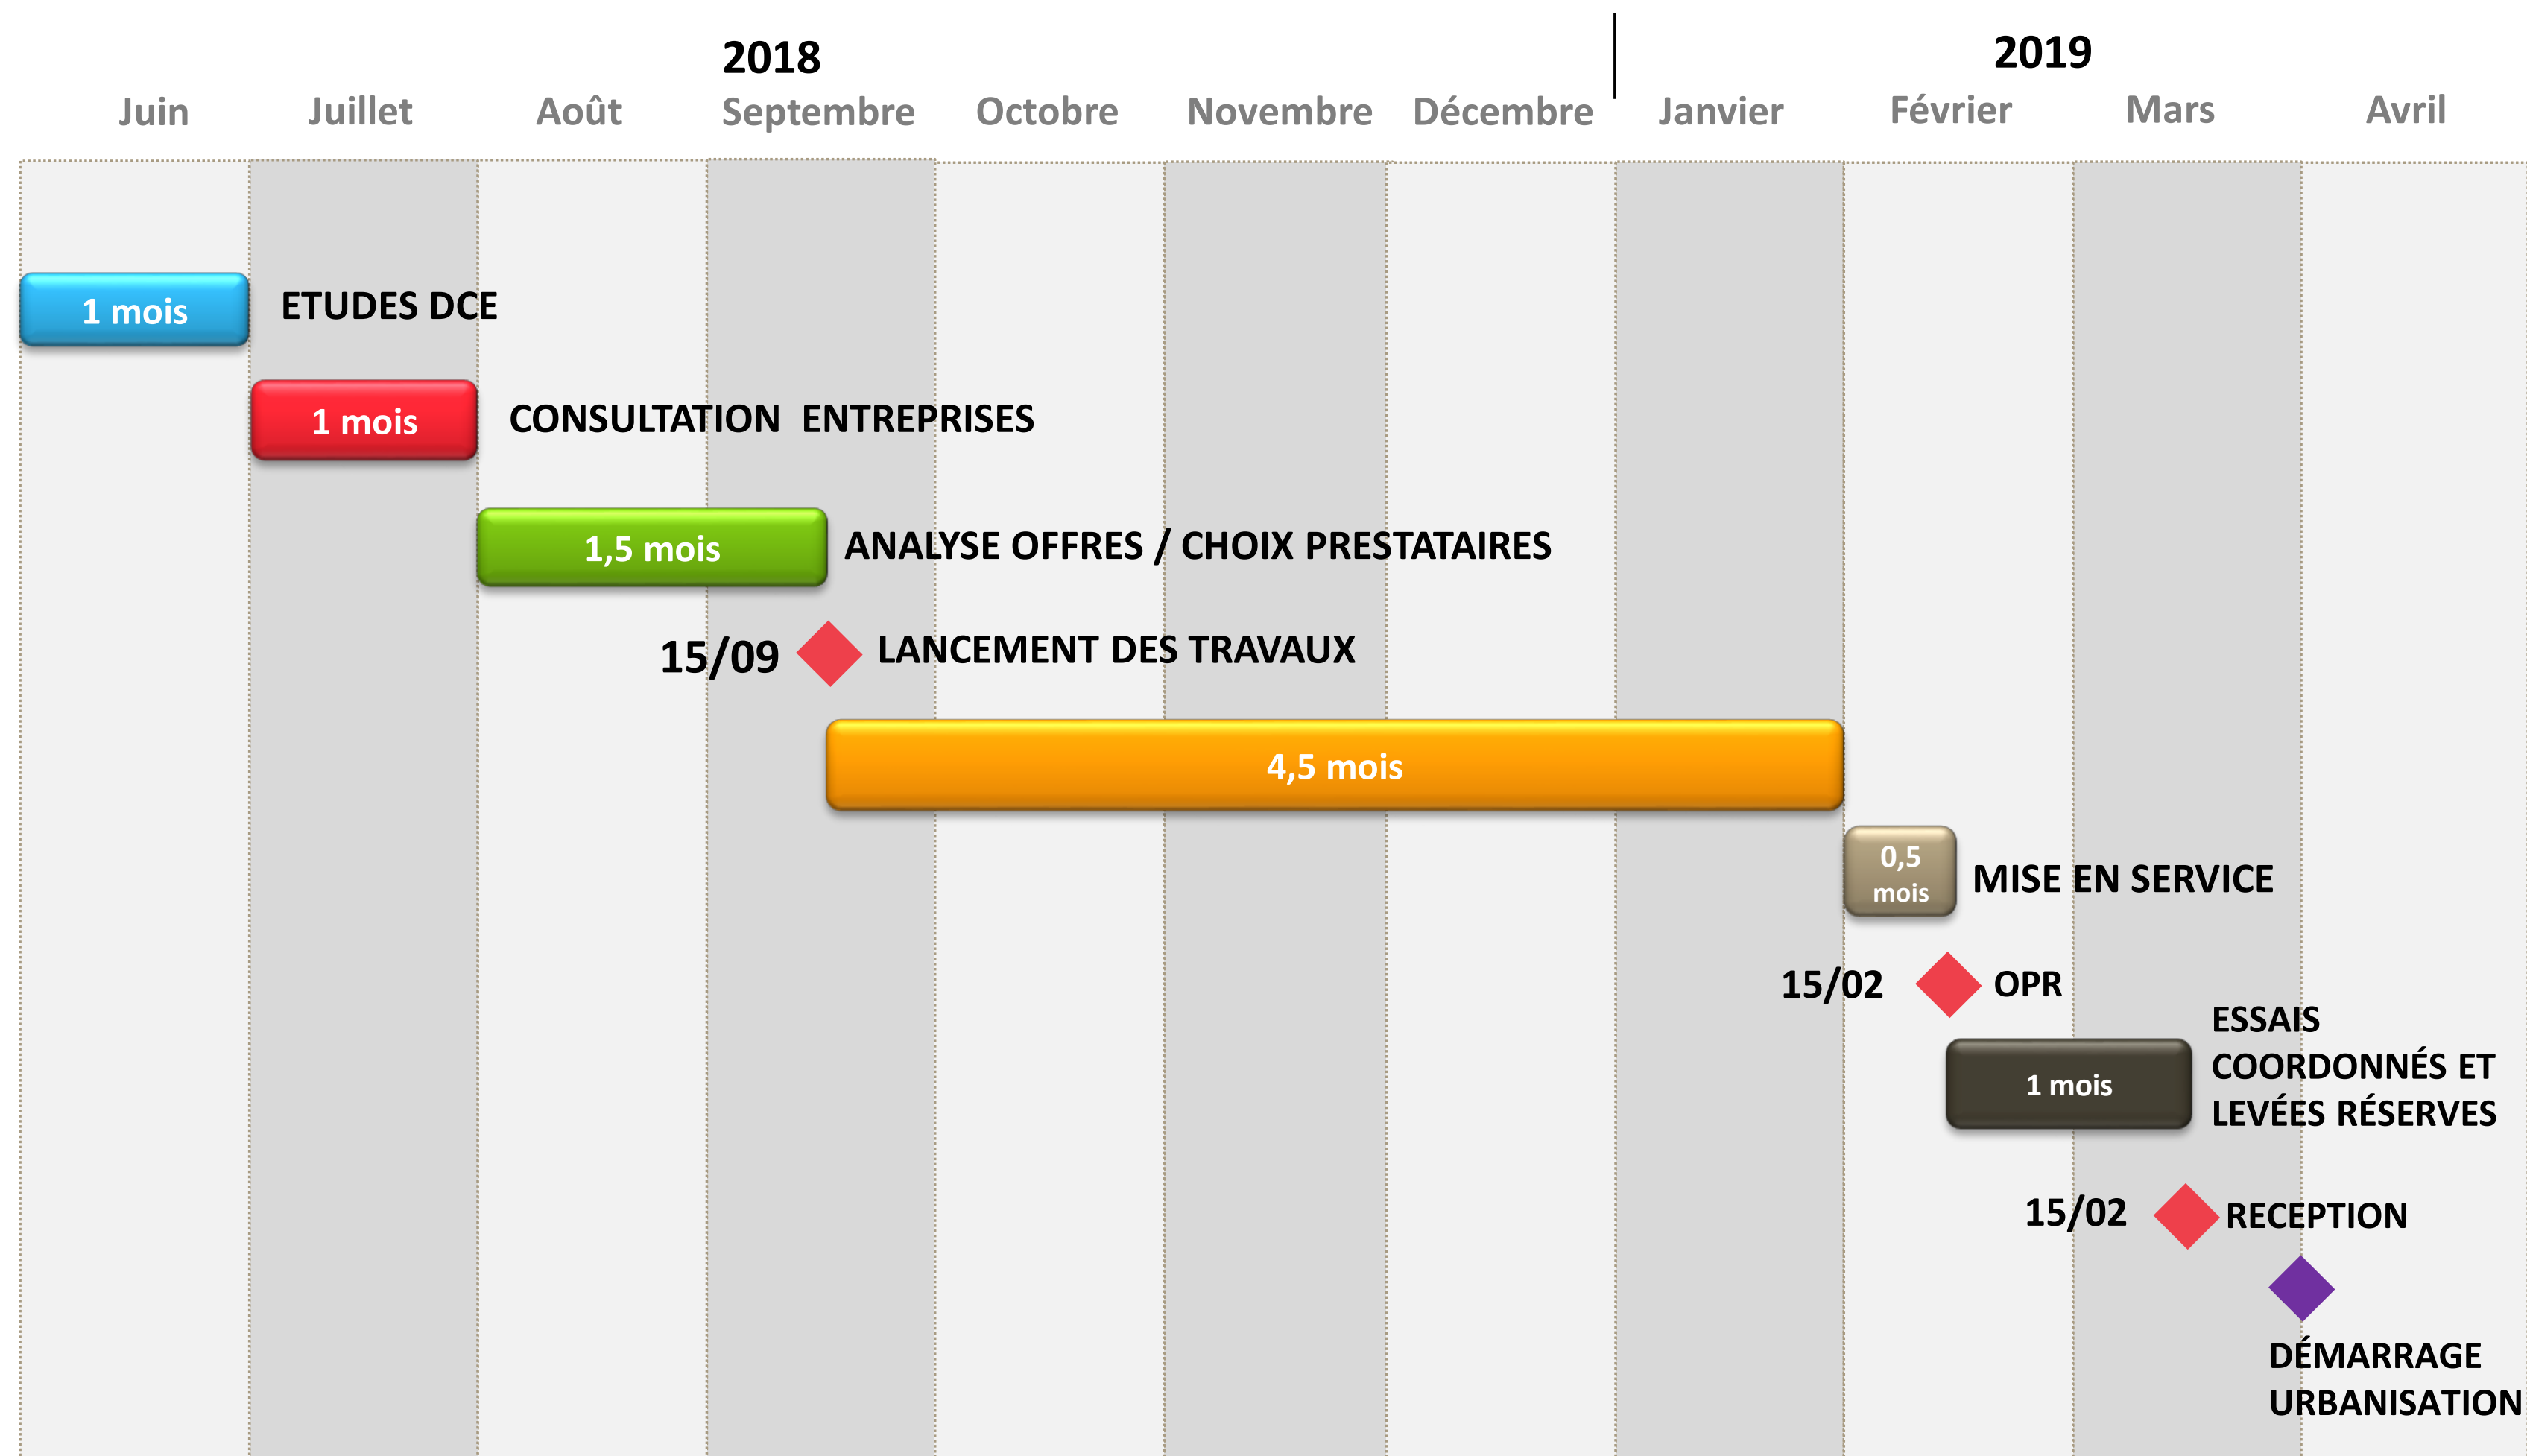 2018
2019
Juin
Juillet
Août
Septembre
Octobre
Novembre
Décembre
Janvier
Février
Mars
Avril
1 mois
ETUDES DCE
1 mois
CONSULTATION  ENTREPRISES
1,5 mois
ANALYSE OFFRES / CHOIX PRESTATAIRES
15/09
LANCEMENT DES TRAVAUX
4,5 mois
0,5
mois
MISE EN SERVICE
15/02
OPR
1 mois
ESSAIS
COORDONNÉS ET
LEVÉES RÉSERVES
15/02
RECEPTION
DÉMARRAGE
URBANISATION